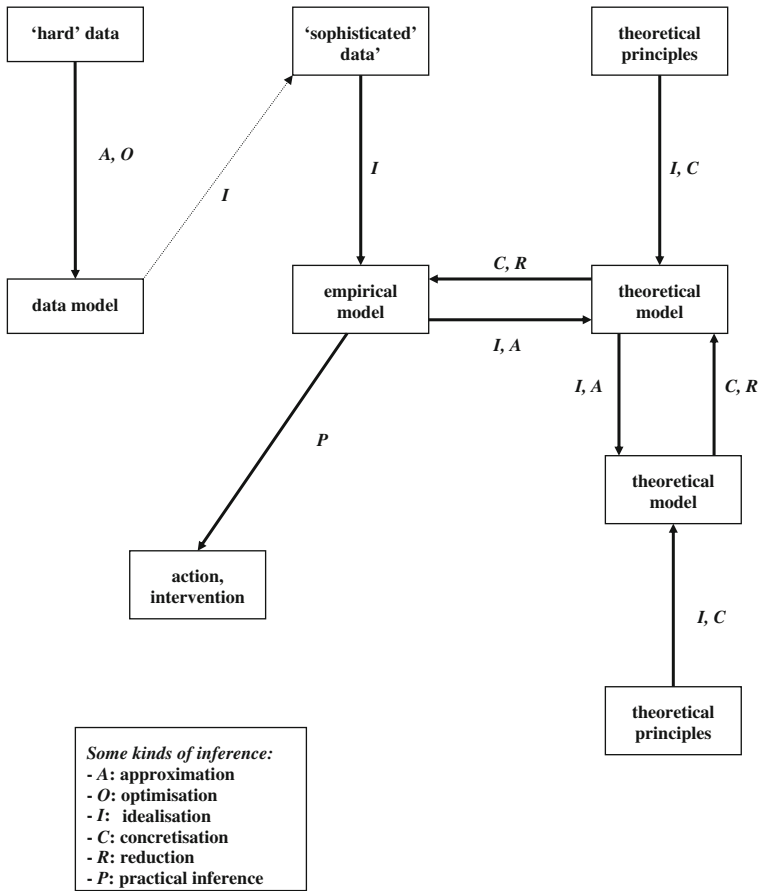 ‘hard’ data
‘sophisticated’
data’
theoretical
principles
A, O
I
I
I, C
data model
empirical
model
C, R
I, A
theoretical
model
I, A
C, R
P
theoretical
model
action,
intervention
I, C
theoretical
principles
Some kinds of inference:
- A: approximation
- O: optimisation
- I: idealisation
- C: concretisation
- R: reduction
- P: practical inference